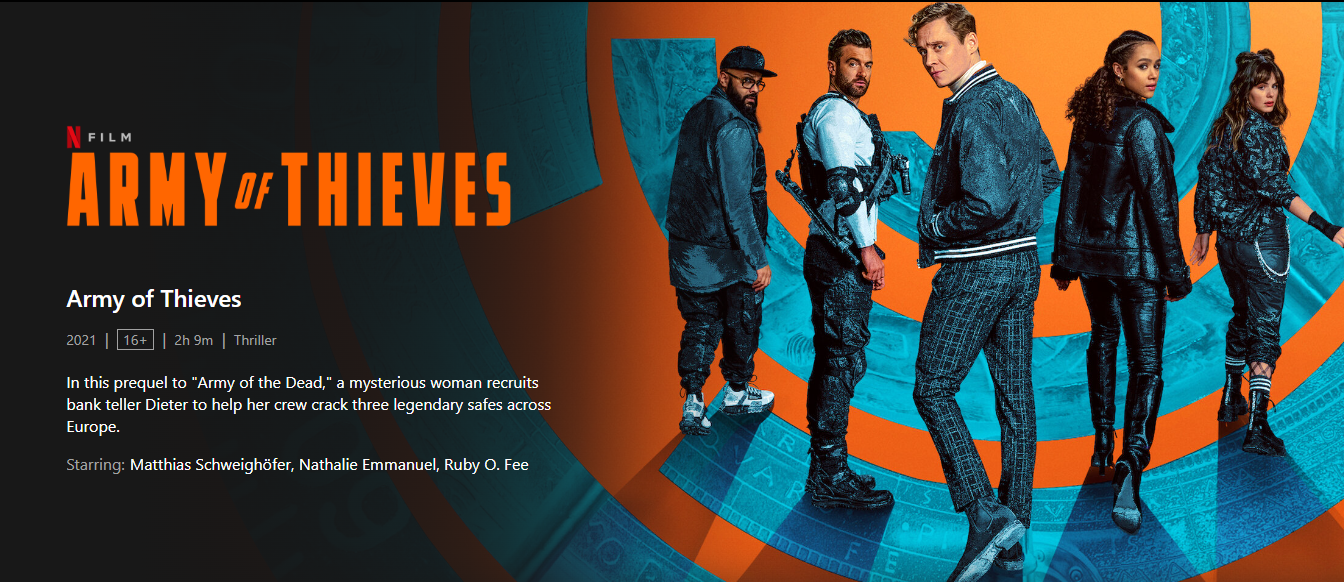 N FILM
ARMY OF THIEVES
Army of Thieves
2021 | 16+ | 2h 9m | Thriller
In this prequel to "Army of the Dead," a mysterious woman recruits
bank teller Dieter to help her crew crack three legendary safes across
Europe.
Starring: Matthias Schweighöfer, Nathalie Emmanuel, Ruby O. Fee